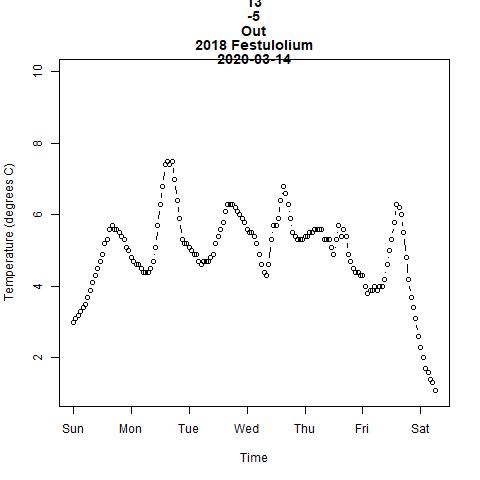 13
-5
Out
2018 Festulolium
2020-03-14
Temperature (degrees C)
10
8
6
4
2
Sun Mon Tue Wed Thu Fri Sat
Time